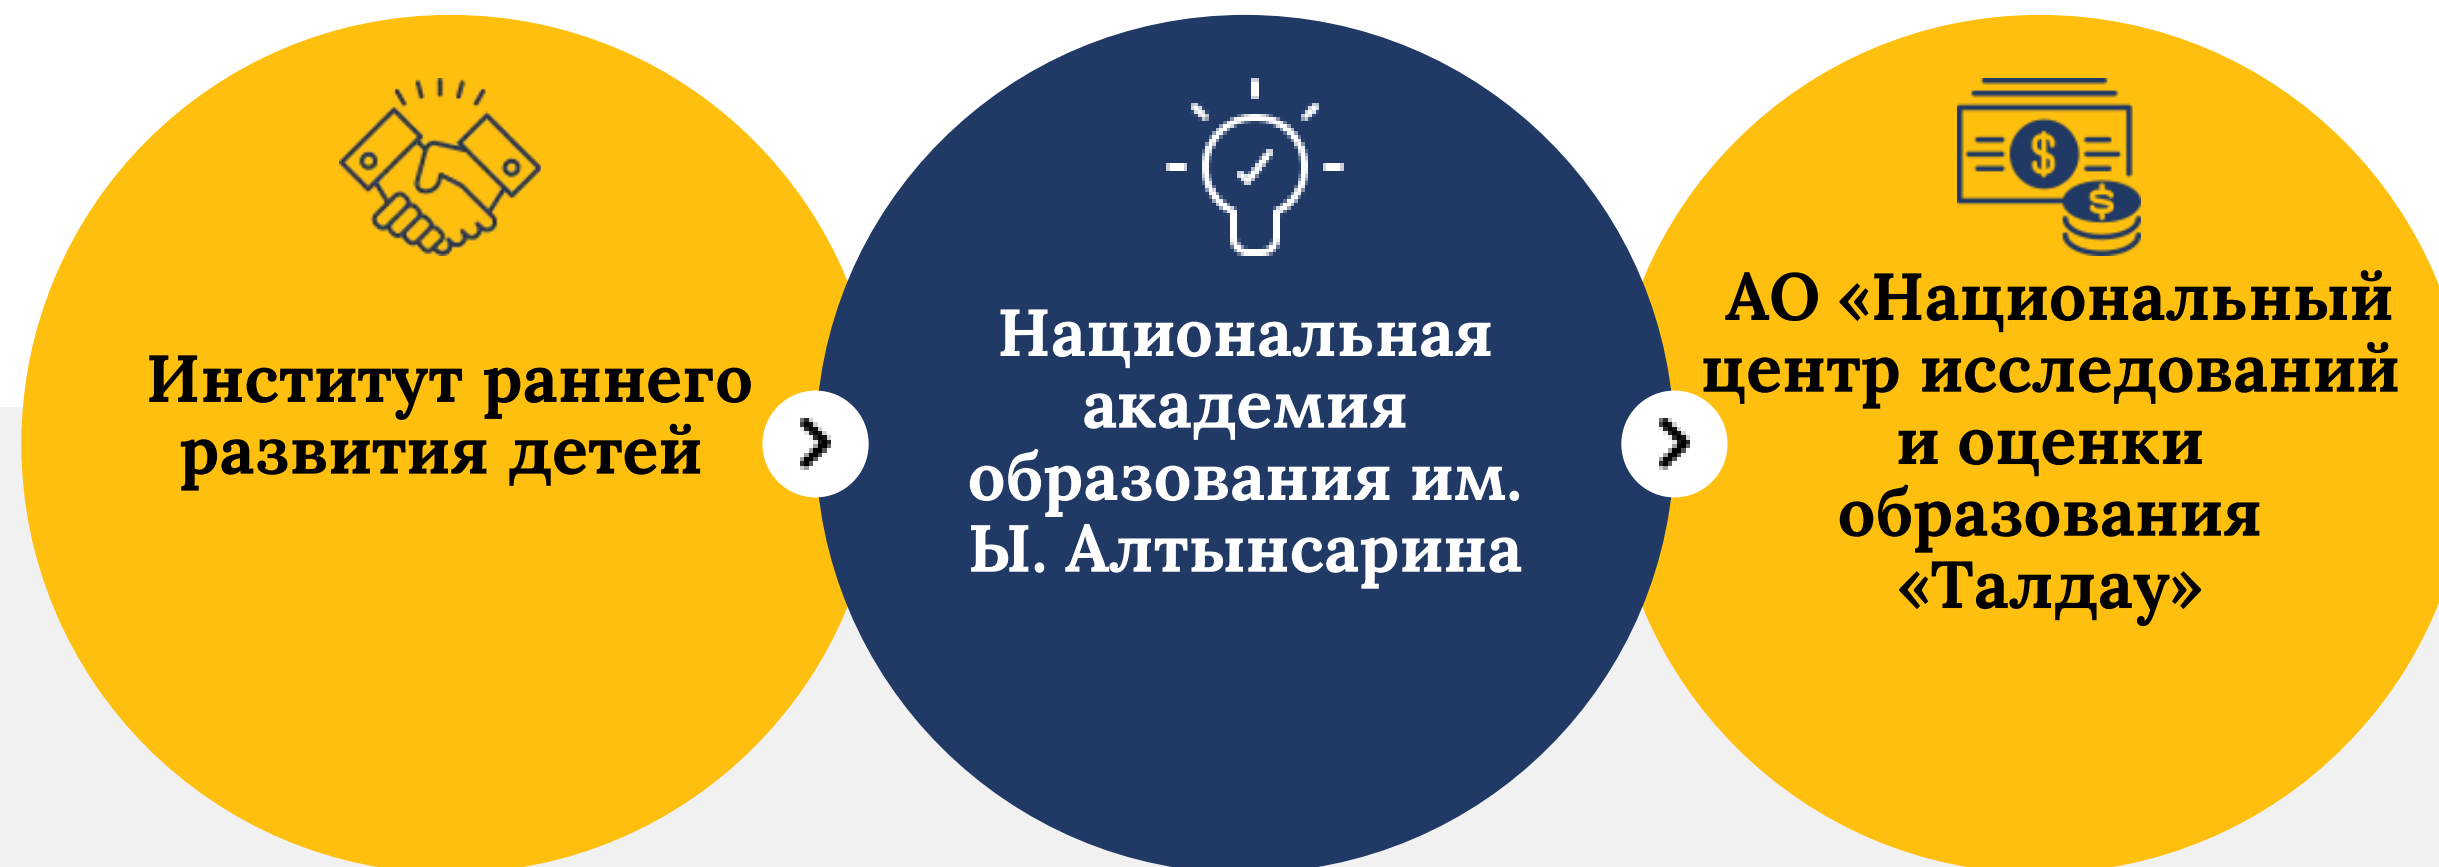 Институт раннего
развития детей
Национальная
академия
образования им.
Ы. Алтынсарина
АО «Национальный
центр исследований
и оценки
образования
«Талдау»